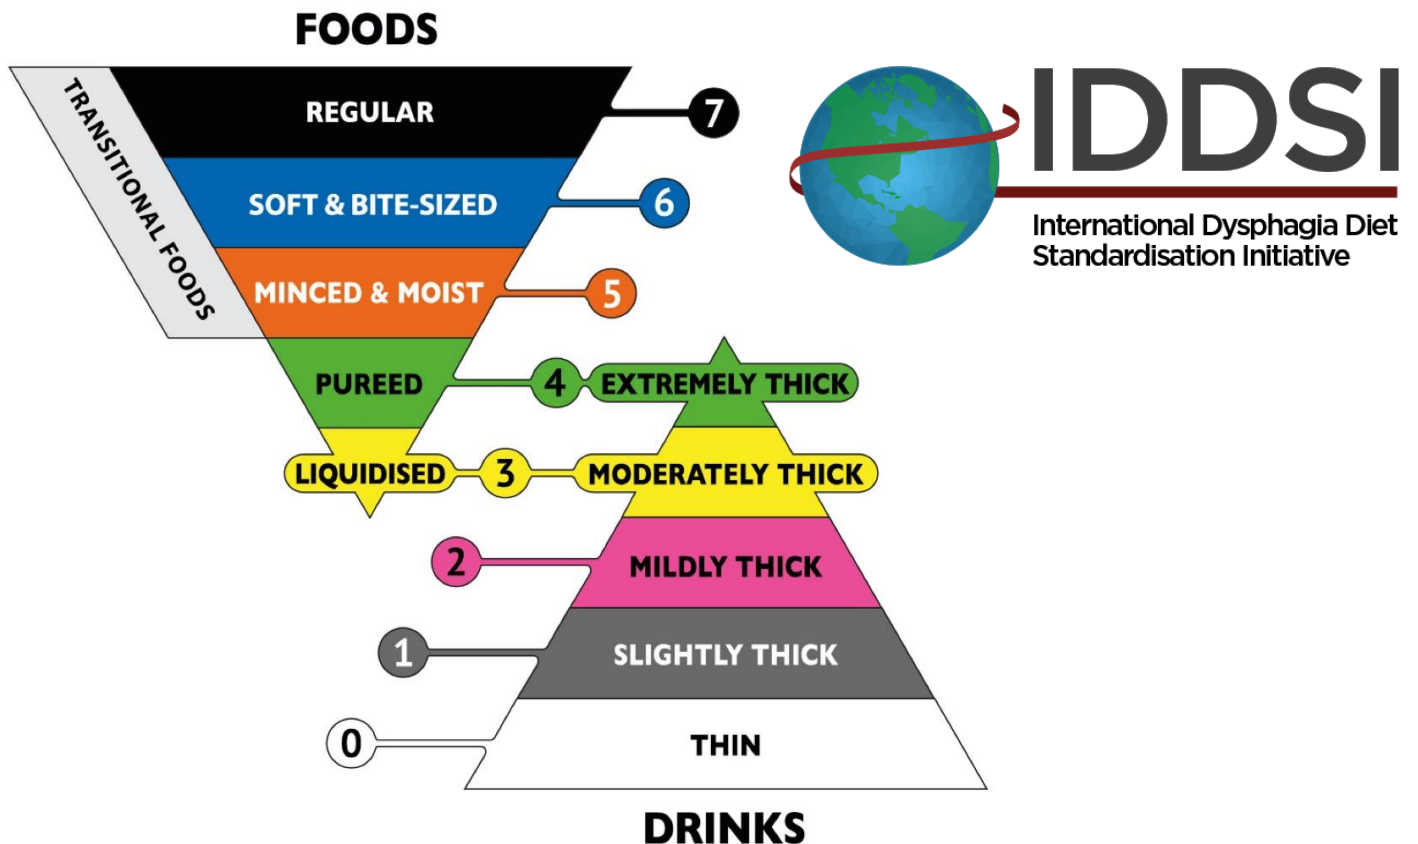 FOODS
TRANSITIONAL FOODS
REGULAR
7
SOFT & BITE-SIZED
6
MINCED & MOIST
5
PUREED
4
EXTREMELY THICK
LIQUIDISED
3
MODERATELY THICK
2
MILDLY THICK
1
SLIGHTLY THICK
0
THIN
DRINKS
IDDSI
International Dysphagia Diet
Standardisation Initiative